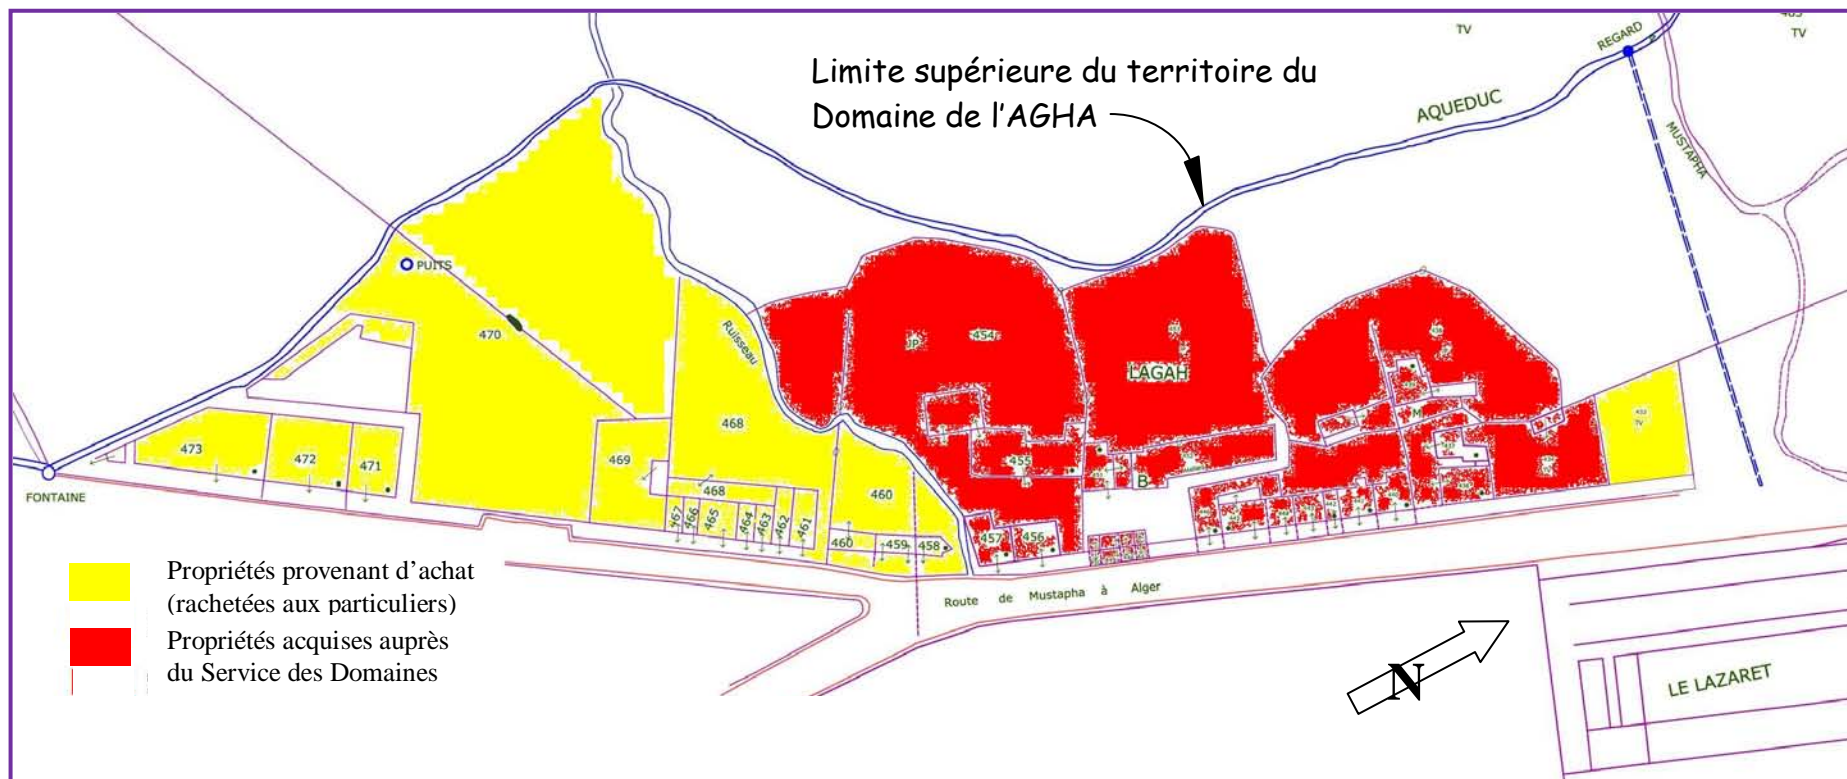 TV
TV
REGARD
Limite supérieure du territoire du
Domaine de l'AGHA
AQUEDUC
MUSTAPHA
PUITS
470
Ruisseau
JP
454
LAGAH
468
473
472
471
469
455
M
B
460
468
467
466
465
464
463
462
461
460
459
458
457
456
TV
FONTAINE
Propriétés provenant d'achat
(rachetées aux particuliers)
Propriétés acquises auprès
du Service des Domaines
Route de Mustapha à Alger
N
LE LAZARET